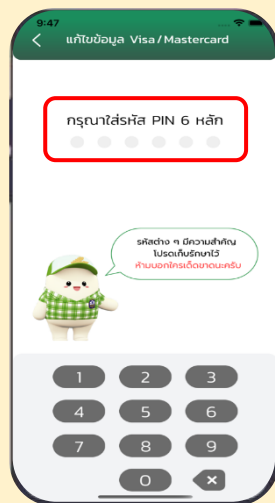 9:47
แก้ไขข้อมูล Visa/Mastercard
กรุณาใส่รหัส PIN 6 หลัก
รหัสต่าง ๆ มีความสำคัญ
โปรดเก็บรักษาไว้
ห้ามบอกใครเด็ดขาดนะครับ
1 2 3
4 5 6
7 8 9
0